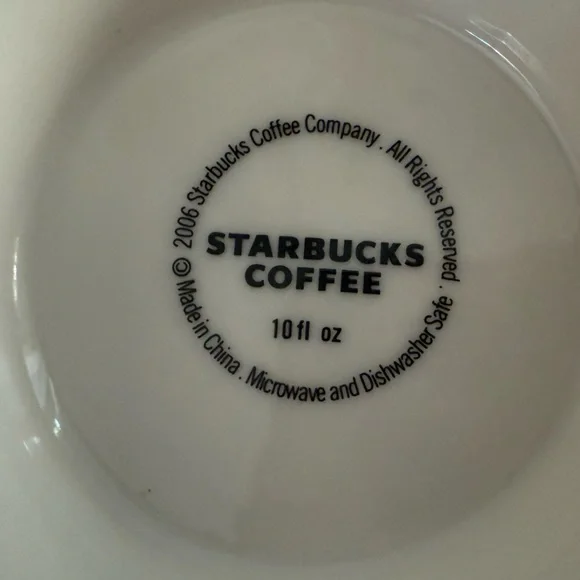 © 2006 Starbucks Coffee Company . All Rights Reserved .
STARBUCKS
COFFEE
10 fl oz
Made in China . Microwave and Dishwasher Safe